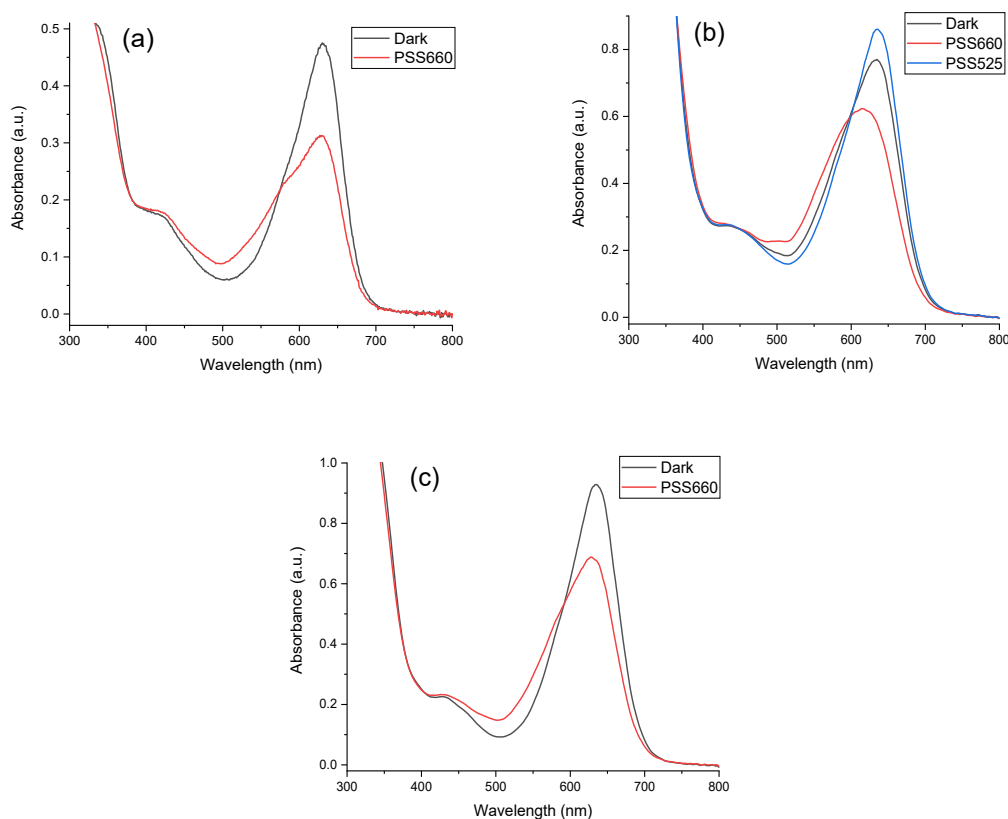 (a)
Dark
PSS660
0.5
0.4
0.3
0.2
0.1
0.0
Absorbance (a.u.)
300 400 500 600 700 800
Wavelength (nm)
(b)
Dark
PSS660
PSS525
0.8
0.6
0.4
0.2
0.0
Absorbance (a.u.)
300 400 500 600 700 800
Wavelength (nm)
(c)
Dark
PSS660
1.0
0.8
0.6
0.4
0.2
0.0
Absorbance (a.u.)
300 400 500 600 700 800
Wavelength (nm)